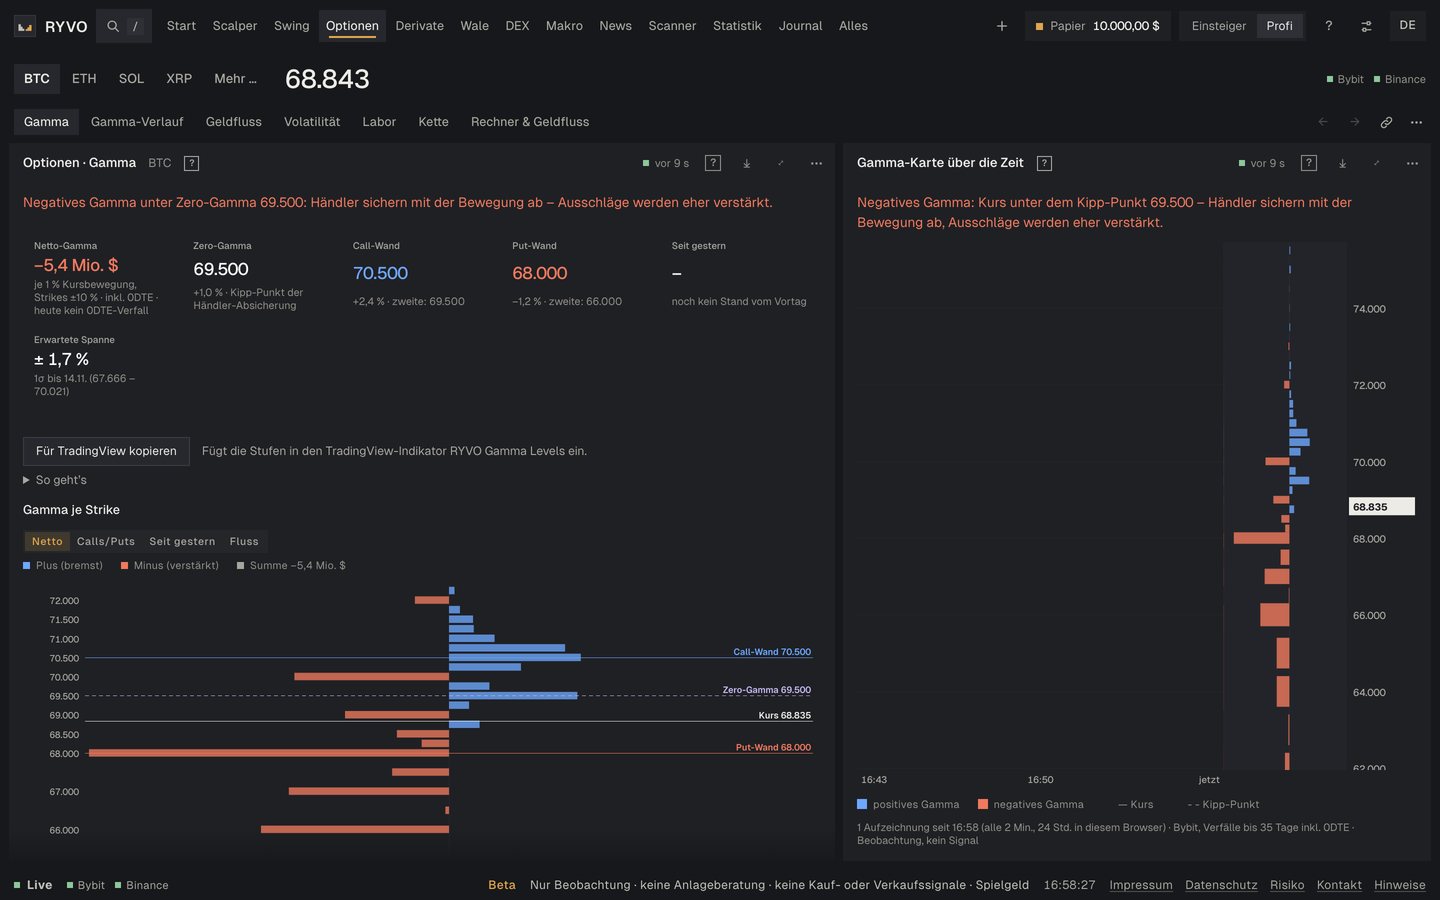 RYVO / Start Scalper Swing Optionen Derivate Wale DEX Makro News Scanner Statistik Journal Alles + Papier 10.000,00 $ Einsteiger Profi ? DE
BTC ETH SOL XRP Mehr ... 68.843 Bybit Binance
Gamma Gamma-Verlauf Geldfluss Volatilität Labor Kette Rechner & Geldfluss
Optionen · Gamma BTC ? vor 9 s ?
Negatives Gamma unter Zero-Gamma 69.500: Händler sichern mit der Bewegung ab – Ausschläge werden eher verstärkt.
Netto-Gamma
−5,4 Mio. $
je 1 % Kursbewegung,
Strikes ±10 % · inkl. 0DTE ·
heute kein 0DTE-Verfall
Zero-Gamma
69.500
+1,0 % · Kipp-Punkt der
Händler-Absicherung
Call-Wand
70.500
+2,4 % · zweite: 69.500
Put-Wand
68.000
−1,2 % · zweite: 66.000
Seit gestern
–
noch kein Stand vom Vortag
Erwartete Spanne
± 1,7 %
1σ bis 14.11. (67.666 –
70.021)
Für TradingView kopieren Fügt die Stufen in den TradingView-Indikator RYVO Gamma Levels ein.
So geht's
Gamma je Strike
Netto Calls/Puts Seit gestern Fluss
Plus (bremst) Minus (verstärkt) Summe −5,4 Mio. $
72.000
71.500
71.000
70.500
70.000
69.500
69.000
68.500
68.000
67.000
66.000
Call-Wand 70.500
Zero-Gamma 69.500
Kurs 68.835
Put-Wand 68.000
Gamma-Karte über die Zeit ? vor 9 s ?
Negatives Gamma: Kurs unter dem Kipp-Punkt 69.500 – Händler sichern mit der
Bewegung ab, Ausschläge werden eher verstärkt.
74.000
72.000
70.000
68.835
68.000
66.000
64.000
62.000
16:43 16:50 jetzt
positives Gamma negatives Gamma — Kurs - - Kipp-Punkt
1 Aufzeichnung seit 16:58 (alle 2 Min., 24 Std. in diesem Browser) · Bybit, Verfälle bis 35 Tage inkl. 0DTE ·
Beobachtung, kein Signal
Live Bybit Binance Beta Nur Beobachtung · keine Anlageberatung · keine Kauf- oder Verkaufssignale · Spielgeld 16:58:27 Impressum Datenschutz Risiko Kontakt Hinweise